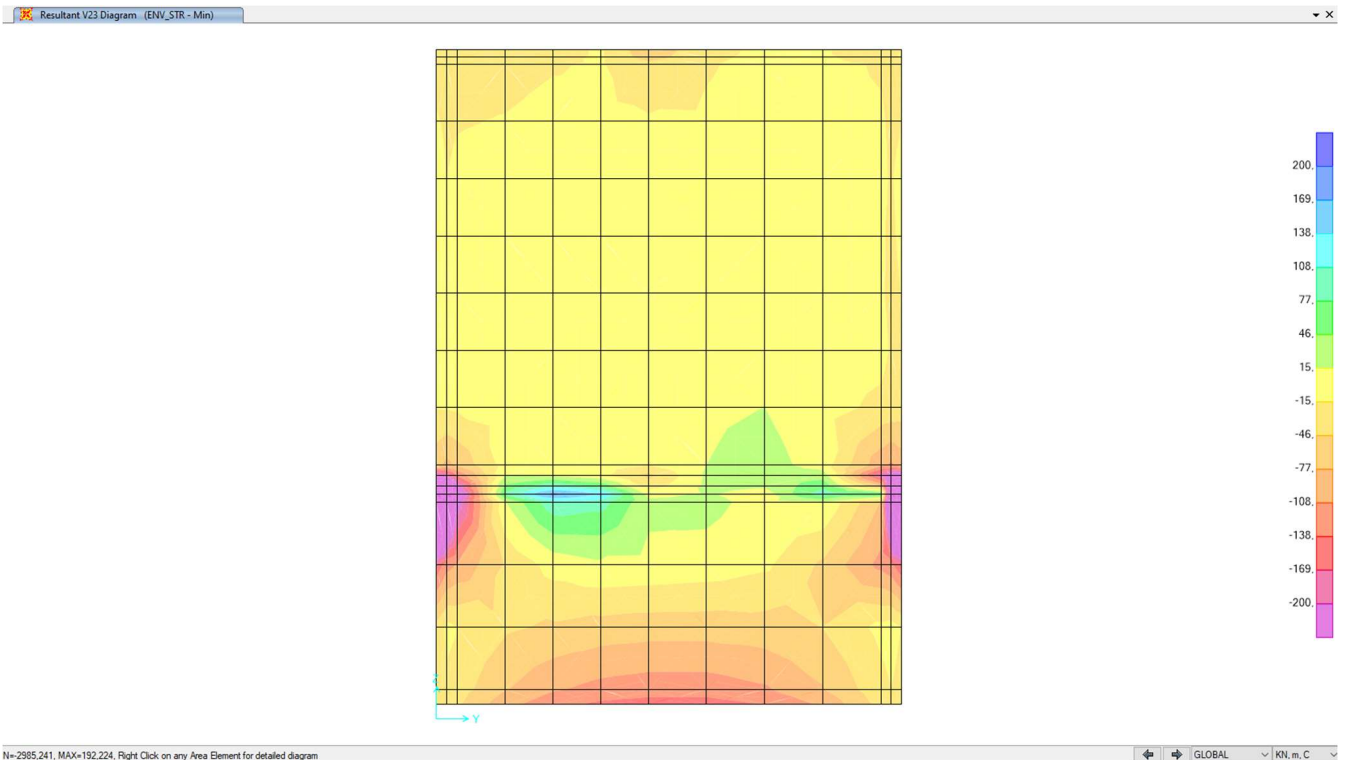 Resultant V23 Diagram (ENV_STR - Min)
200,
169,
138,
108,
77,
46,
15,
-15,
-46,
-77,
-108,
-138,
-169,
-200,
Z
Y
N=-2985,241, MAX=192,224, Right Click on any Area Element for detailed diagram
GLOBAL
KN, m, C